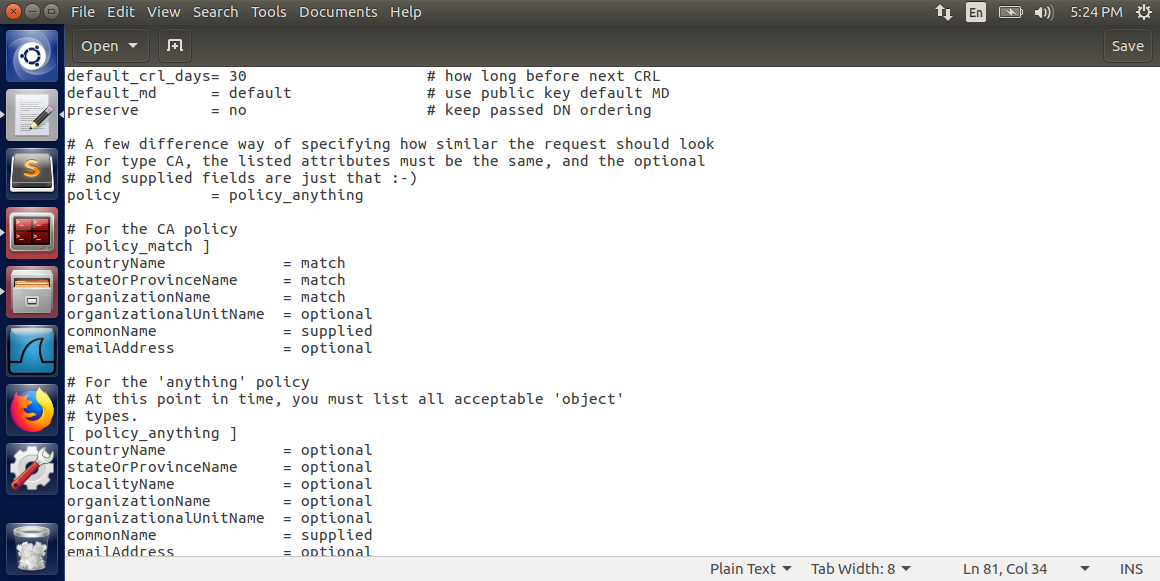 File Edit View Search Tools Documents Help
En
5:24 PM
Open
Save
default_crl_days= 30 # how long before next CRL
default_md = default # use public key default MD
preserve = no # keep passed DN ordering
# A few difference way of specifying how similar the request should look
# For type CA, the listed attributes must be the same, and the optional
# and supplied fields are just that :-)
policy = policy_anything
# For the CA policy
[ policy_match ]
countryName = match
stateOrProvinceName = match
organizationName = match
organizationalUnitName = optional
commonName = supplied
emailAddress = optional
# For the 'anything' policy
# At this point in time, you must list all acceptable 'object'
# types.
[ policy_anything ]
countryName = optional
stateOrProvinceName = optional
localityName = optional
organizationName = optional
organizationalUnitName = optional
commonName = supplied
emailAddress = optional
Plain Text Tab Width: 8 Ln 81, Col 34 INS